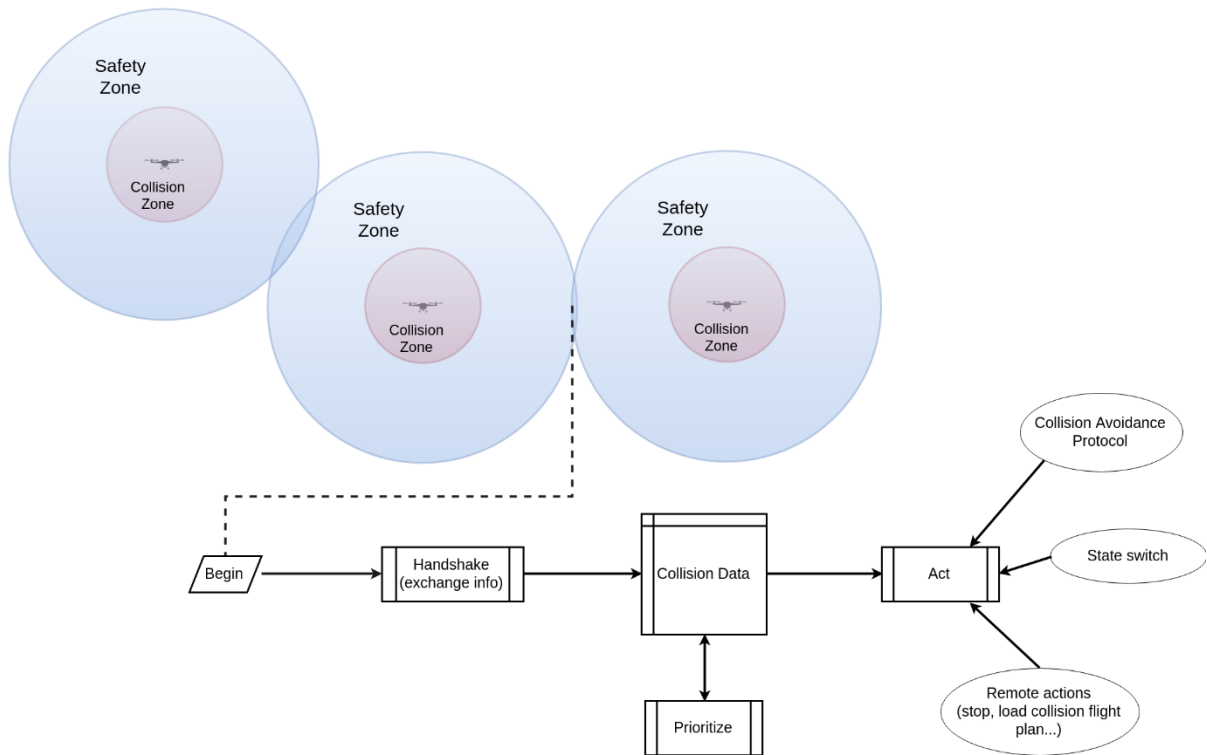 Safety
Zone
Collision
Zone
Safety
Zone
Collision
Zone
Safety
Zone
Collision
Zone
Begin
Handshake
(exchange info)
Collision Data
Prioritize
Act
Collision Avoidance
Protocol
State switch
Remote actions
(stop, load collision flight
plan...)